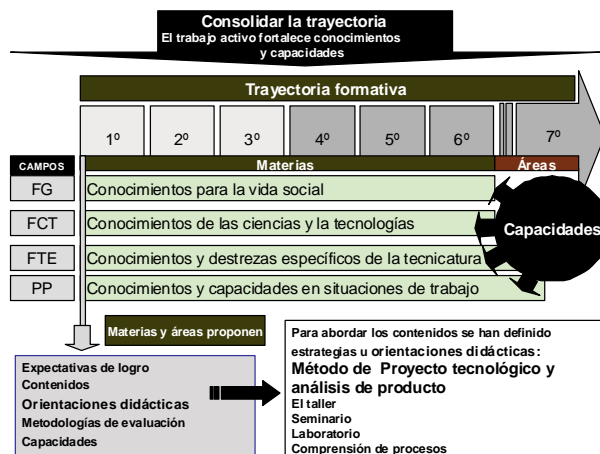 Consolidar la trayectoria
El trabajo activo fortalece conocimientos
y capacidades
Trayectoria formativa
1º 2º 3º 4º 5º 6º 7º
CAMPOS Materias Áreas
FG Conocimientos para la vida social
FCT Conocimientos de las ciencias y la tecnologías
FTE Conocimientos y destrezas específicos de la tecnicatura
PP Conocimientos y capacidades en situaciones de trabajo
Capacidades
Materias y áreas proponen
Expectativas de logro
Contenidos
Orientaciones didácticas
Metodologías de evaluación
Capacidades
Para abordar los contenidos se han definido
estrategias u orientaciones didácticas:
Método de Proyecto tecnológico y
análisis de producto
El taller
Seminario
Laboratorio
Comprensión de procesos